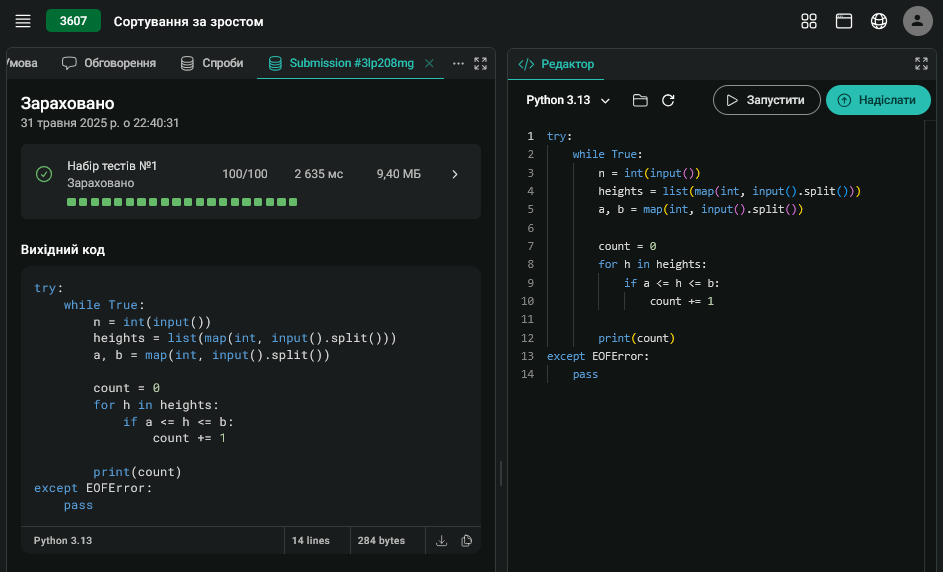 3607 Сортування за зростом
Умова Обговорення Спроби Submission #3lp208mg
Зараховано
31 травня 2025 р. о 22:40:31
Набір тестів №1
Зараховано
100/100 2 635 мс 9,40 МБ
Вихідний код
try:
    while True:
        n = int(input())
        heights = list(map(int, input().split()))
        a, b = map(int, input().split())
        count = 0
        for h in heights:
            if a <= h <= b:
                count += 1
        print(count)
except EOFError:
    pass
Python 3.13 14 lines 284 bytes
Редактор
Python 3.13 Запустити Надіслати
1 try:
2     while True:
3         n = int(input())
4         heights = list(map(int, input().split()))
5         a, b = map(int, input().split())
6
7         count = 0
8         for h in heights:
9             if a <= h <= b:
10                 count += 1
11
12         print(count)
13 except EOFError:
14     pass